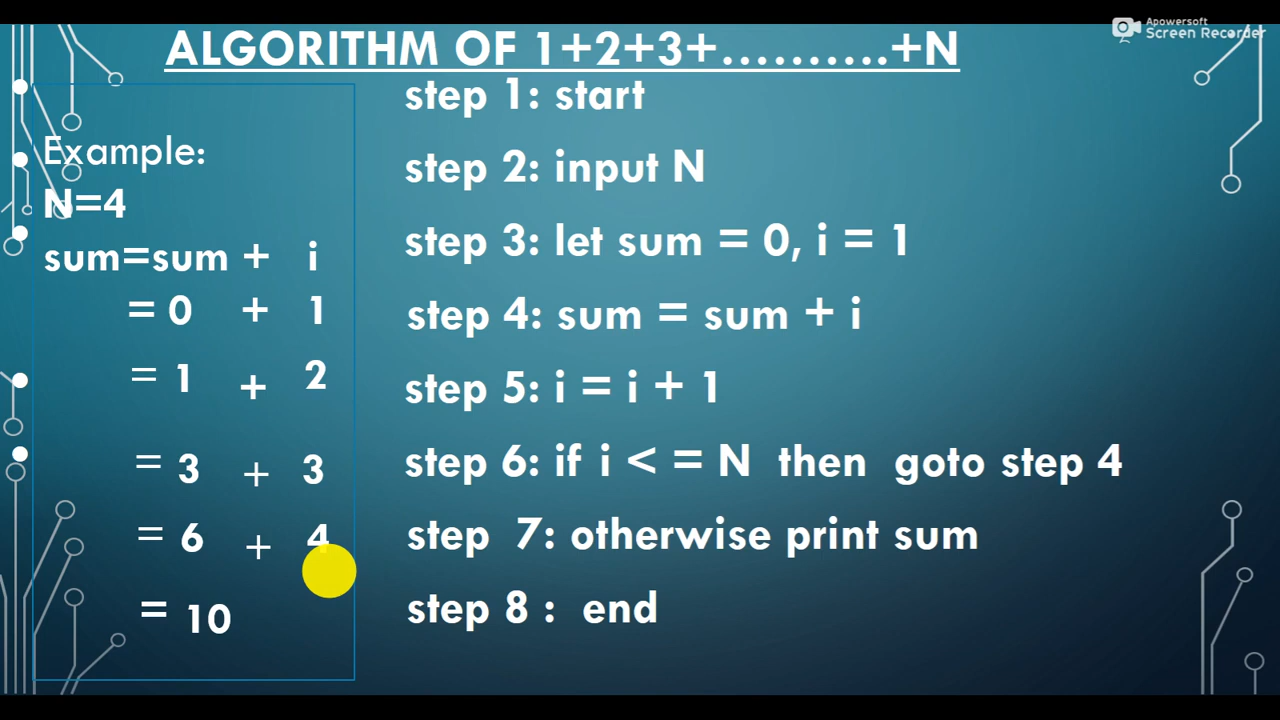 Apowersoft
Screen Recorder
ALGORITHM OF 1+2+3+..........+N
Example:
N=4
sum=sum + i
= 0 + 1
= 1 + 2
= 3 + 3
= 6 + 4
= 10
step 1: start
step 2: input N
step 3: let sum = 0, i = 1
step 4: sum = sum + i
step 5: i = i + 1
step 6: if i < = N then goto step 4
step 7: otherwise print sum
step 8 : end